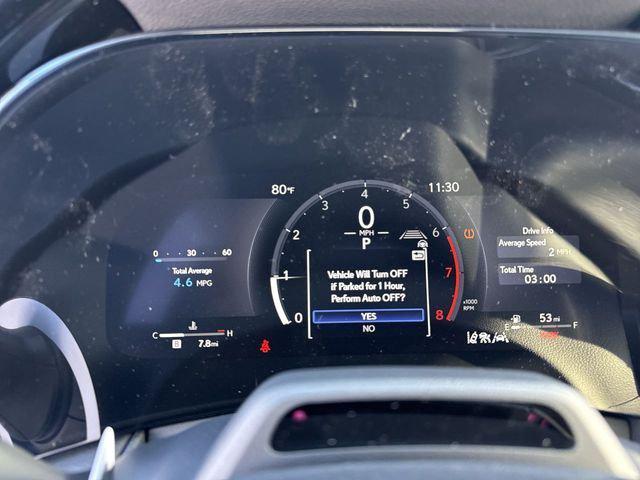 80°F
11:30
0 30 60
Total Average
4.6 MPG
C H
B 7.8mi
0
1
2
3
4
5
6
7
8
0
MPH
P
Vehicle Will Turn OFF
if Parked for 1 Hour,
Perform Auto OFF?
YES
NO
x1000
RPM
Drive Info
Average Speed
2 MPH
Total Time
03:00
53 mi
E F